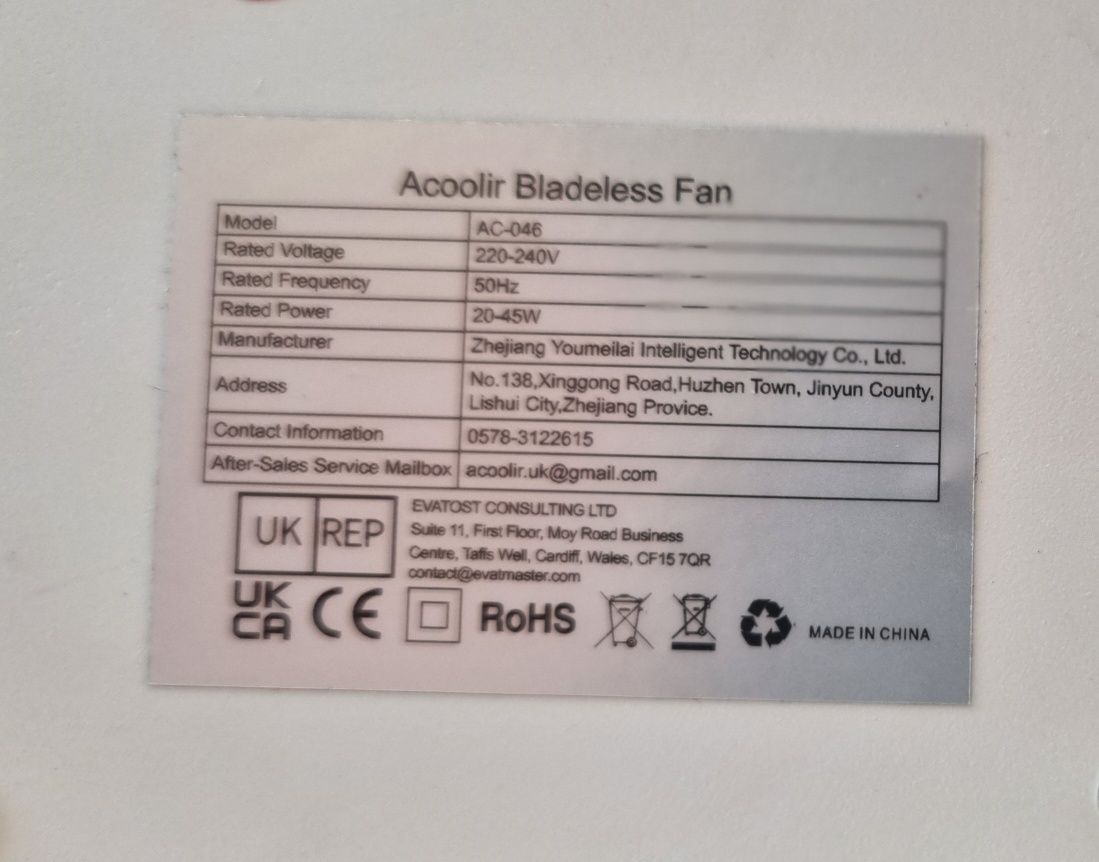 Acoolir Bladeless Fan
Model AC-046
Rated Voltage 220-240V
Rated Frequency 50Hz
Rated Power 20-45W
Manufacturer Zhejiang Youmeilai Intelligent Technology Co., Ltd.
Address No.138,Xinggong Road,Huzhen Town, Jinyun County,
Lishui City,Zhejiang Provice.
Contact Information 0578-3122615
After-Sales Service Mailbox acoolir.uk@gmail.com
UK REP
EVATOST CONSULTING LTD
Suite 11, First Floor, Moy Road Business
Centre, Taffs Well, Cardiff, Wales, CF15 7QR
contact@evatmaster.com
UK
CA
CE
RoHS
MADE IN CHINA